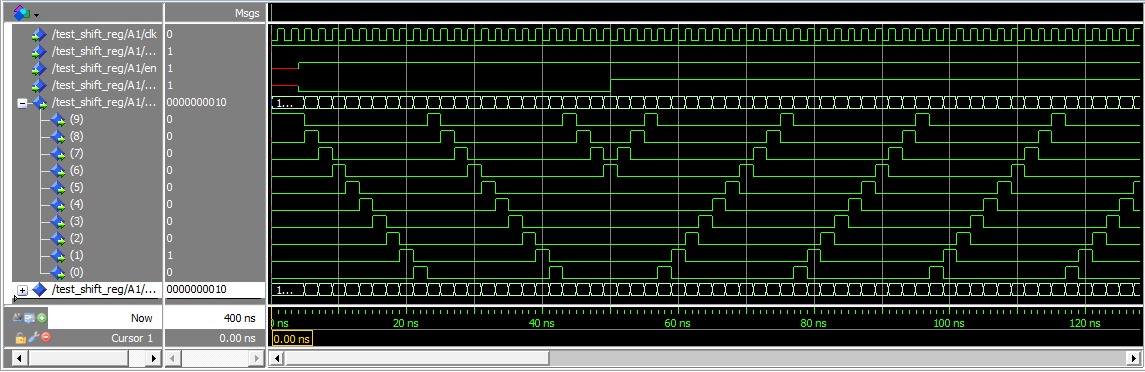 Msgs
/test_shift_reg/A1/clk 0
/test_shift_reg/A1/... 1
/test_shift_reg/A1/en 1
/test_shift_reg/A1/... 1
/test_shift_reg/A1/... 0000000010 1...
(9) 0
(8) 0
(7) 0
(6) 0
(5) 0
(4) 0
(3) 0
(2) 0
(1) 1
(0) 0
/test_shift_reg/A1/... 0000000010 1...
Now 400 ns ns 20 ns 40 ns 60 ns 80 ns 100 ns 120 ns
Cursor 1 0.00 ns 0.00 ns